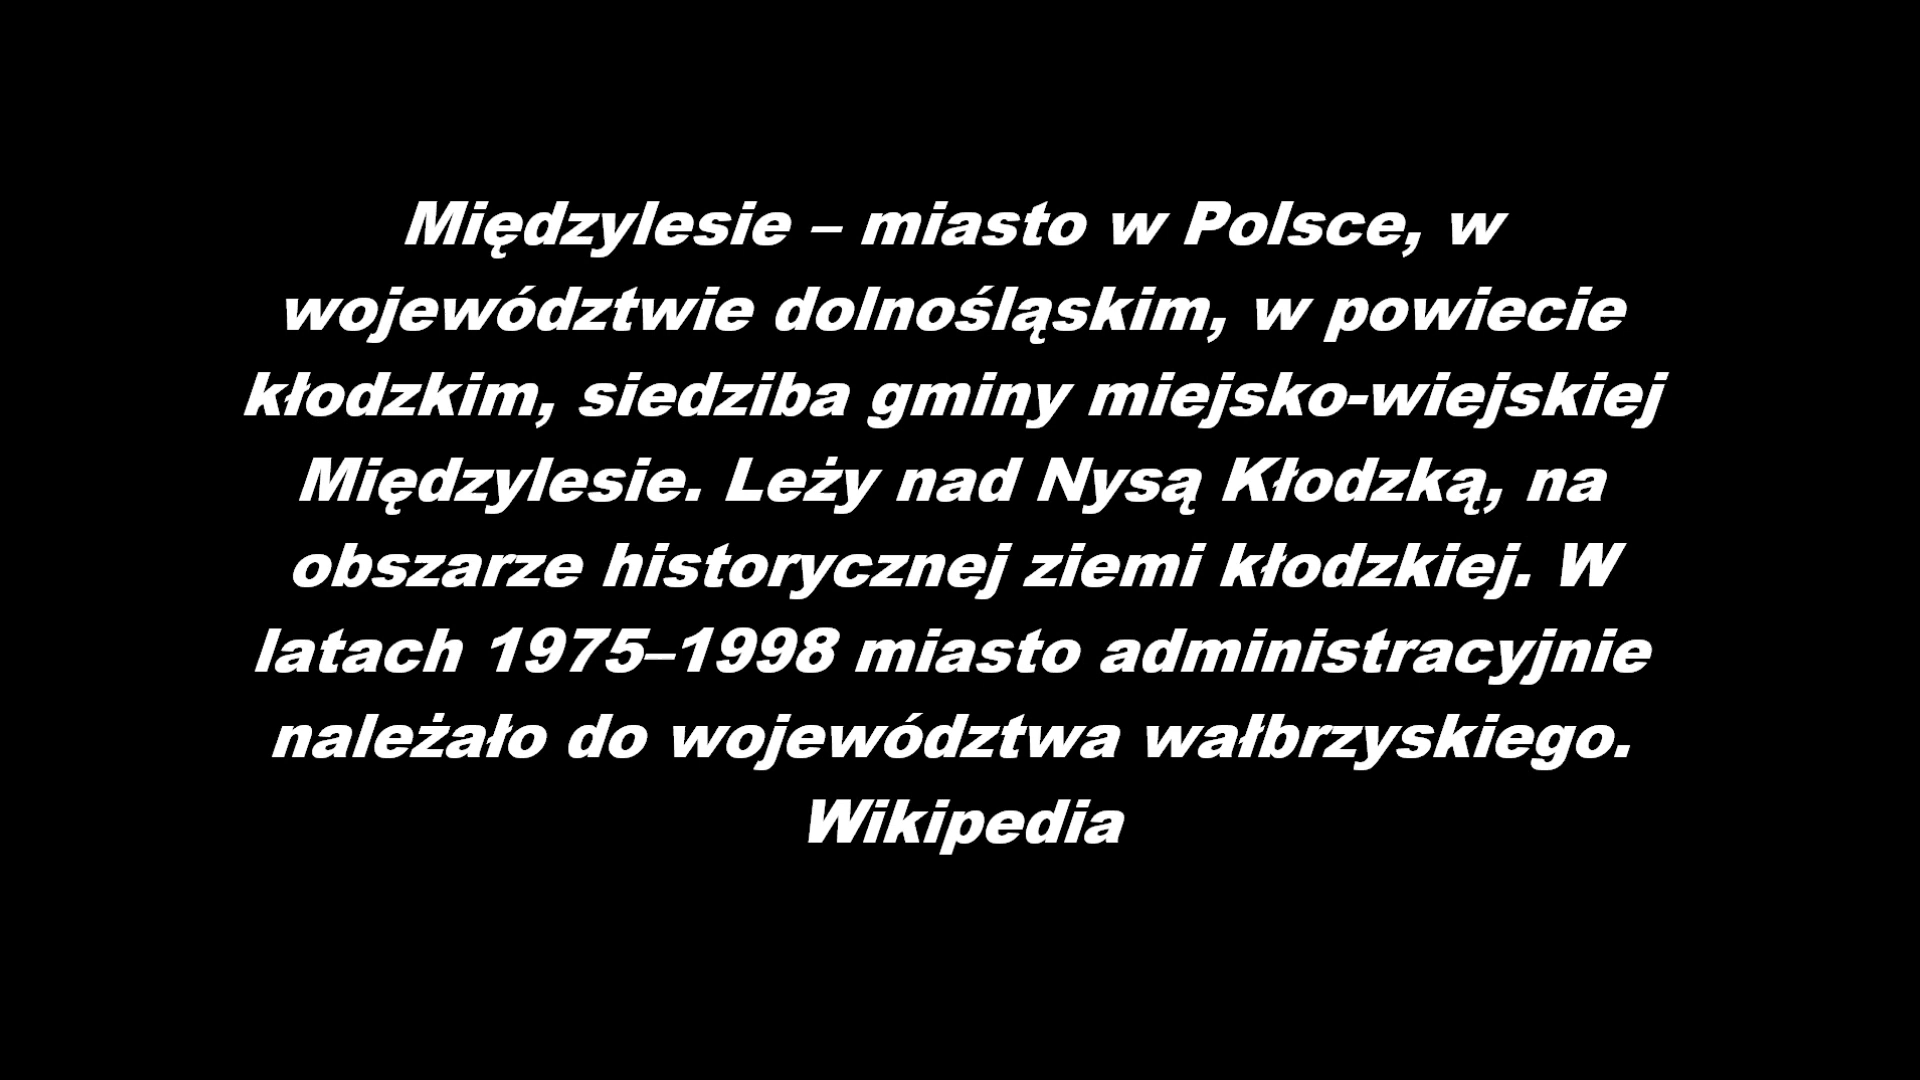 Międzylesie – miasto w Polsce, w
województwie dolnośląskim, w powiecie
kłodzkim, siedziba gminy miejsko-wiejskiej
Międzylesie. Leży nad Nysą Kłodzką, na
obszarze historycznej ziemi kłodzkiej. W
latach 1975–1998 miasto administracyjnie
należało do województwa wałbrzyskiego.
Wikipedia